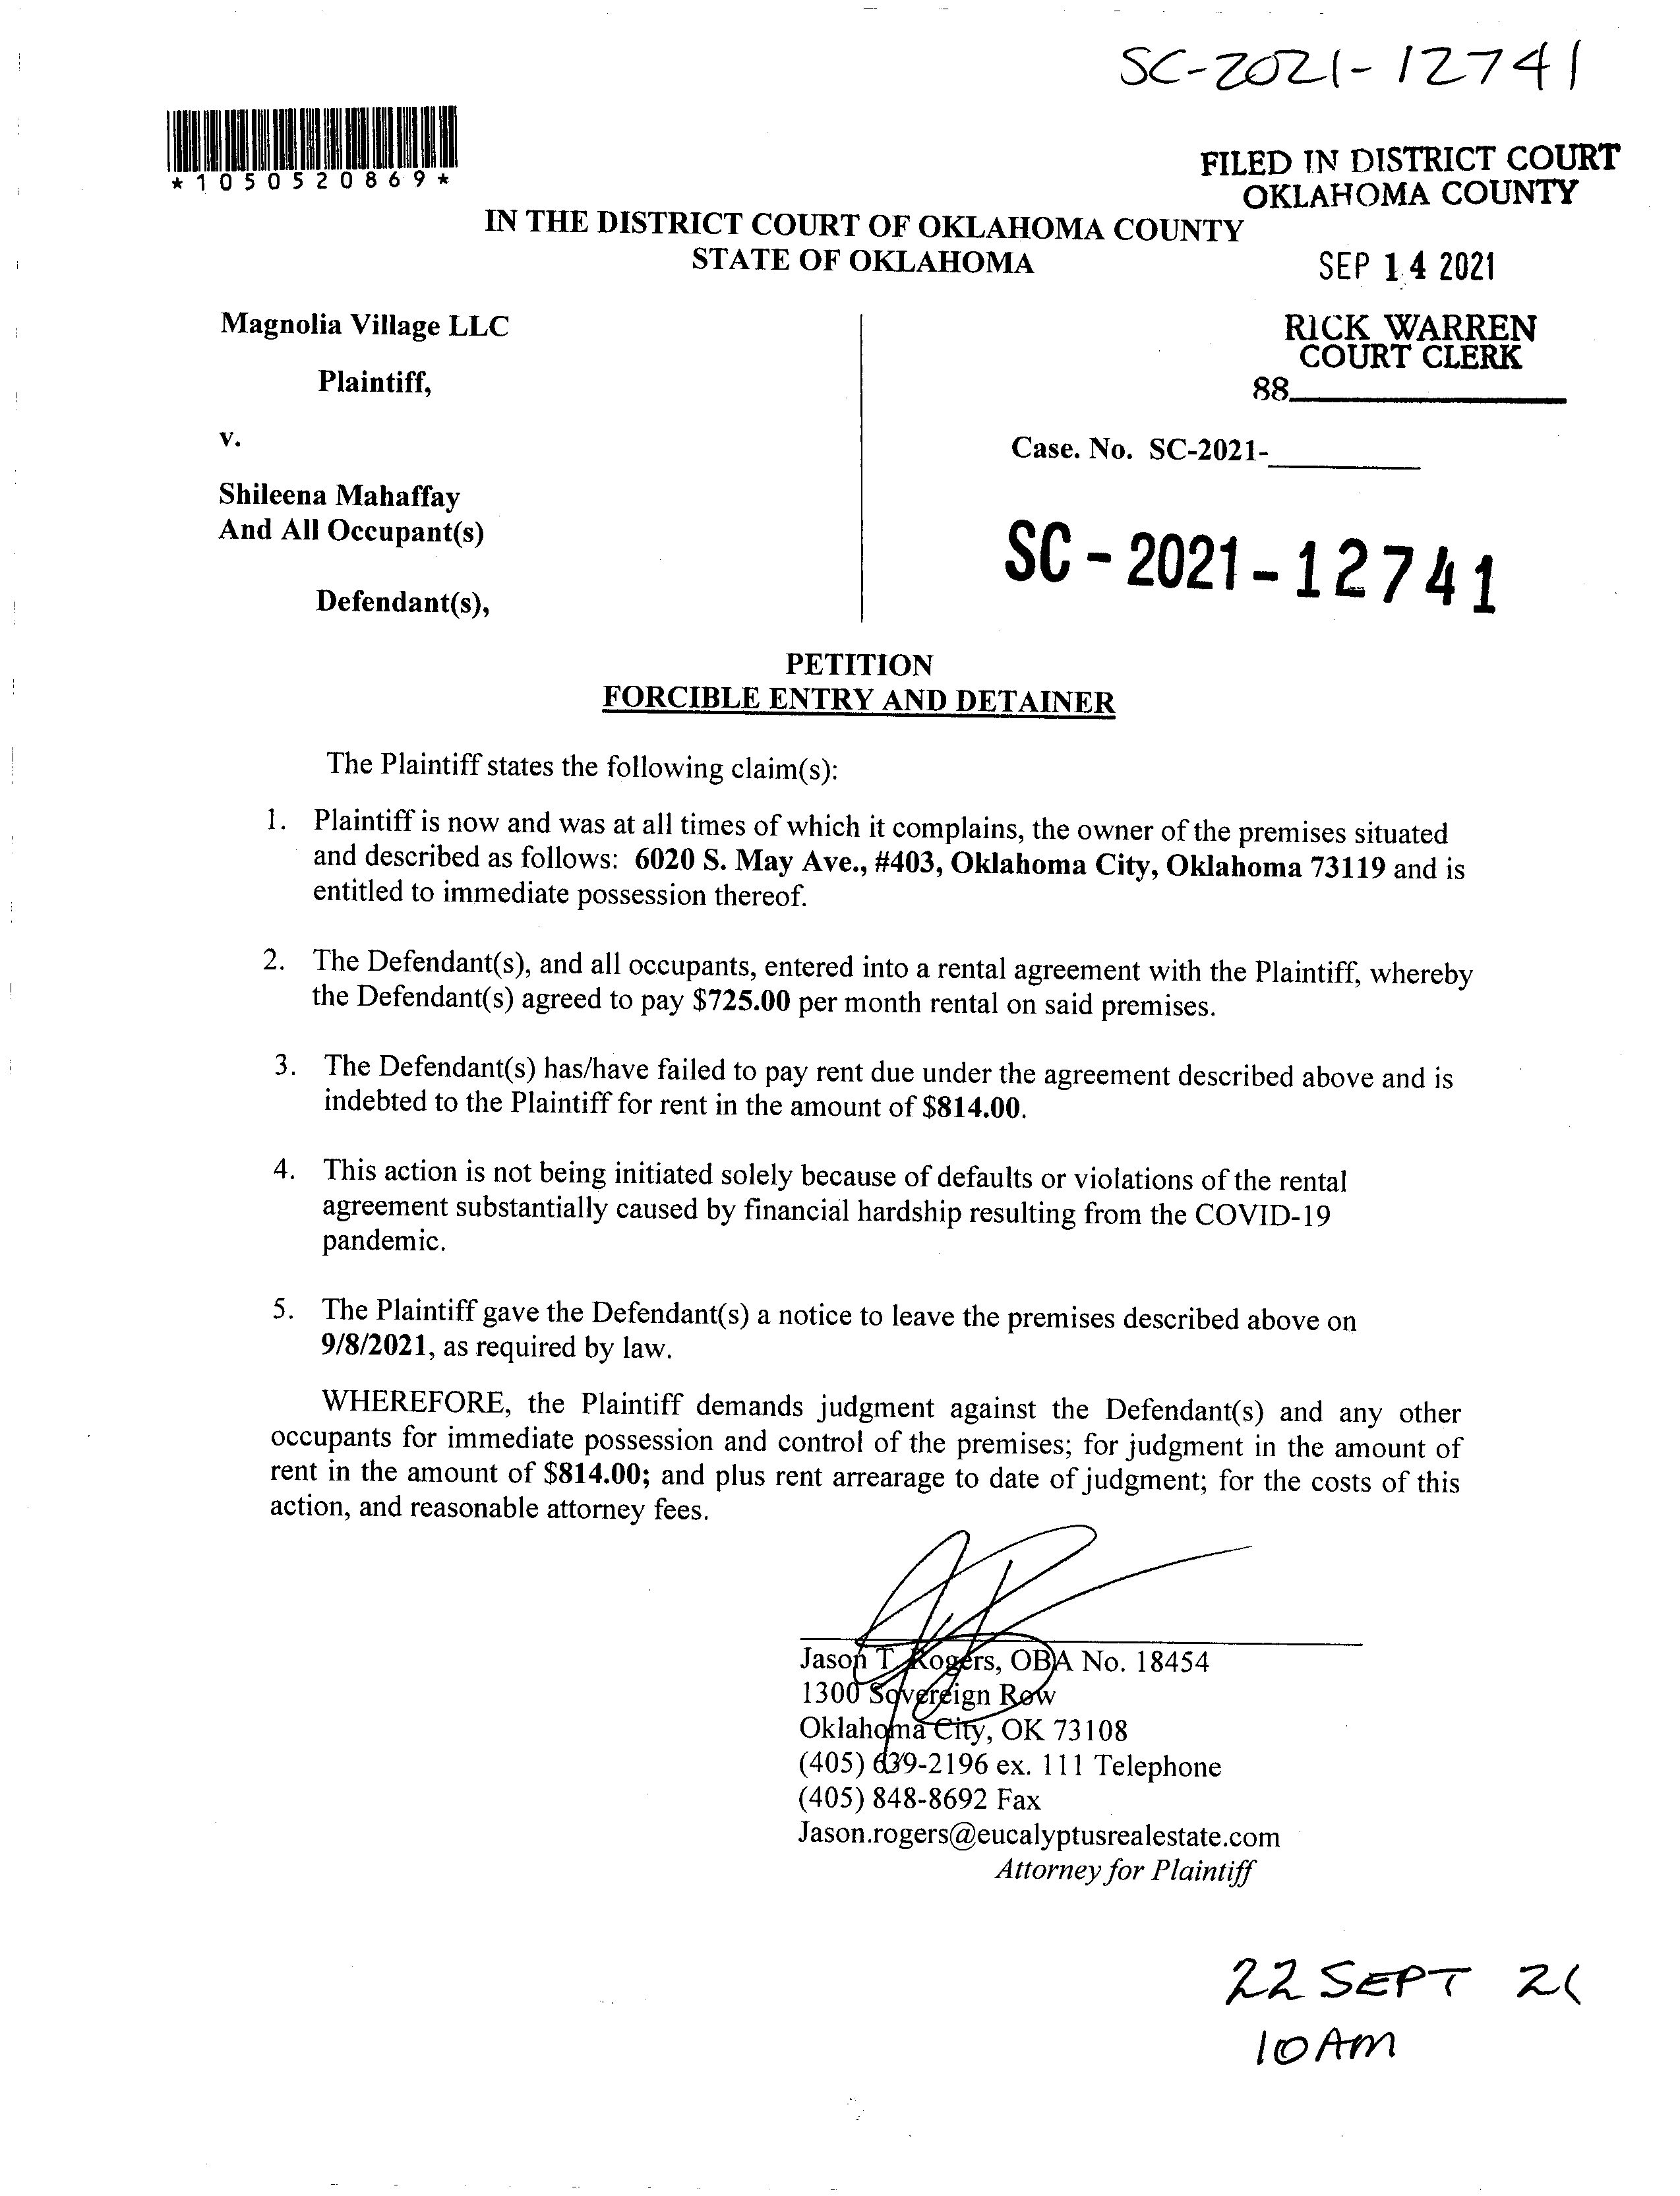 SC-2021-12741
*1050520869*
FILED IN DISTRICT COURT
OKLAHOMA COUNTY
IN THE DISTRICT COURT OF OKLAHOMA COUNTY
STATE OF OKLAHOMA
SEP 14 2021
Magnolia Village LLC
RICK WARREN
COURT CLERK
Plaintiff,
88
v.
Case. No. SC-2021-
Shileena Mahaffay
And All Occupant(s)
SC-2021-12741
Defendant(s),
PETITION
FORCIBLE ENTRY AND DETAINER
The Plaintiff states the following claim(s):
1. Plaintiff is now and was at all times of which it complains, the owner of the premises situated
and described as follows: 6020 S. May Ave., #403, Oklahoma City, Oklahoma 73119 and is
entitled to immediate possession thereof.
2. The Defendant(s), and all occupants, entered into a rental agreement with the Plaintiff, whereby
the Defendant(s) agreed to pay $725.00 per month rental on said premises.
3. The Defendant(s) has/have failed to pay rent due under the agreement described above and is
indebted to the Plaintiff for rent in the amount of $814.00.
4. This action is not being initiated solely because of defaults or violations of the rental
agreement substantially caused by financial hardship resulting from the COVID-19
pandemic.
5. The Plaintiff gave the Defendant(s) a notice to leave the premises described above on
9/8/2021, as required by law.
WHEREFORE, the Plaintiff demands judgment against the Defendant(s) and any other
occupants for immediate possession and control of the premises; for judgment in the amount of
rent in the amount of $814.00; and plus rent arrearage to date of judgment; for the costs of this
action, and reasonable attorney fees.
Jason T. Rogers, OBA No. 18454
1300 Sovereign Row
Oklahoma City, OK 73108
(405) 639-2196 ex. 111 Telephone
(405) 848-8692 Fax
Jason.rogers@eucalyptusrealestate.com
Attorney for Plaintiff
22 SEPT 21
10AM